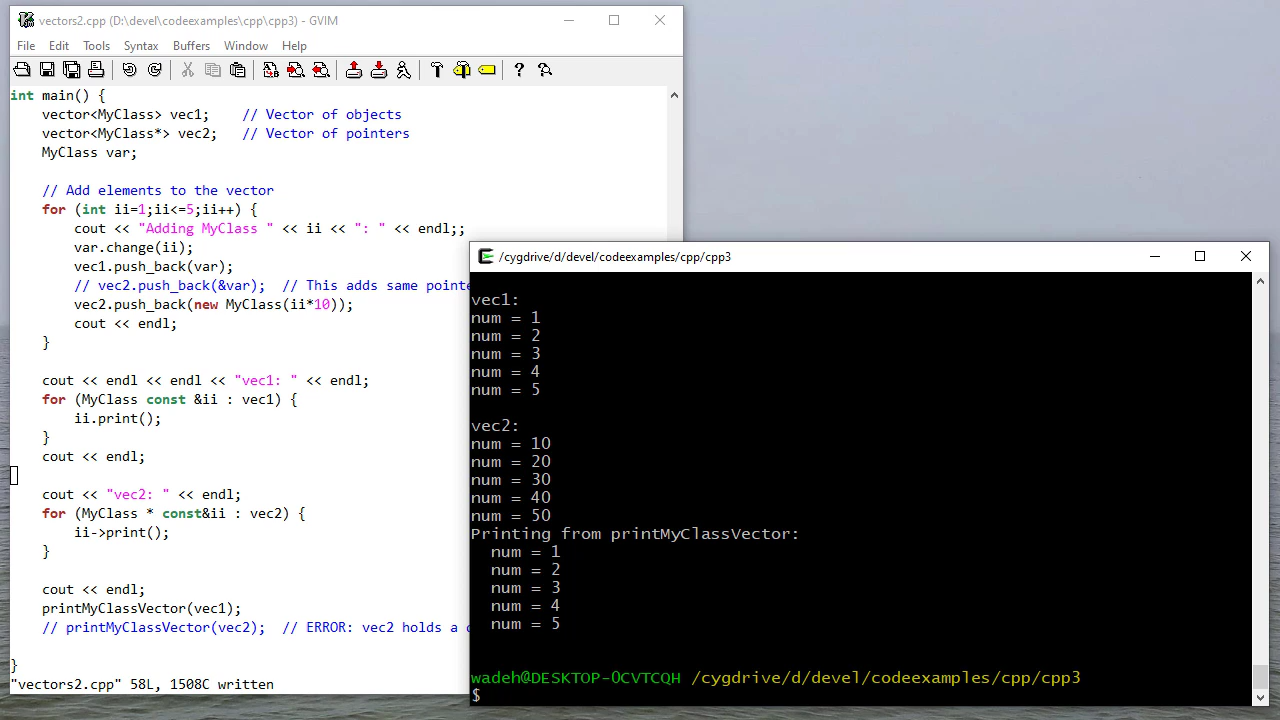 vectors2.cpp (D:\devel\codeexamples\cpp\cpp3) - GVIM
File Edit Tools Syntax Buffers Window Help
int main() {
    vector<MyClass> vec1;    // Vector of objects
    vector<MyClass*> vec2;   // Vector of pointers
    MyClass var;
    // Add elements to the vector
    for (int ii=1;ii<=5;ii++) {
        cout << "Adding MyClass " << ii << ": " << endl;;
        var.change(ii);
        vec1.push_back(var);
        // vec2.push_back(&var);  // This adds same pointe
        vec2.push_back(new MyClass(ii*10));
        cout << endl;
    }
    cout << endl << endl << "vec1: " << endl;
    for (MyClass const &ii : vec1) {
        ii.print();
    }
    cout << endl;
    cout << "vec2: " << endl;
    for (MyClass * const&ii : vec2) {
        ii->print();
    }
    cout << endl;
    printMyClassVector(vec1);
    // printMyClassVector(vec2);  // ERROR: vec2 holds a
}
"vectors2.cpp" 58L, 1508C written
/cygdrive/d/devel/codeexamples/cpp/cpp3
vec1:
num = 1
num = 2
num = 3
num = 4
num = 5
vec2:
num = 10
num = 20
num = 30
num = 40
num = 50
Printing from printMyClassVector:
  num = 1
  num = 2
  num = 3
  num = 4
  num = 5
wadeh@DESKTOP-OCVTCQH /cygdrive/d/devel/codeexamples/cpp/cpp3
$